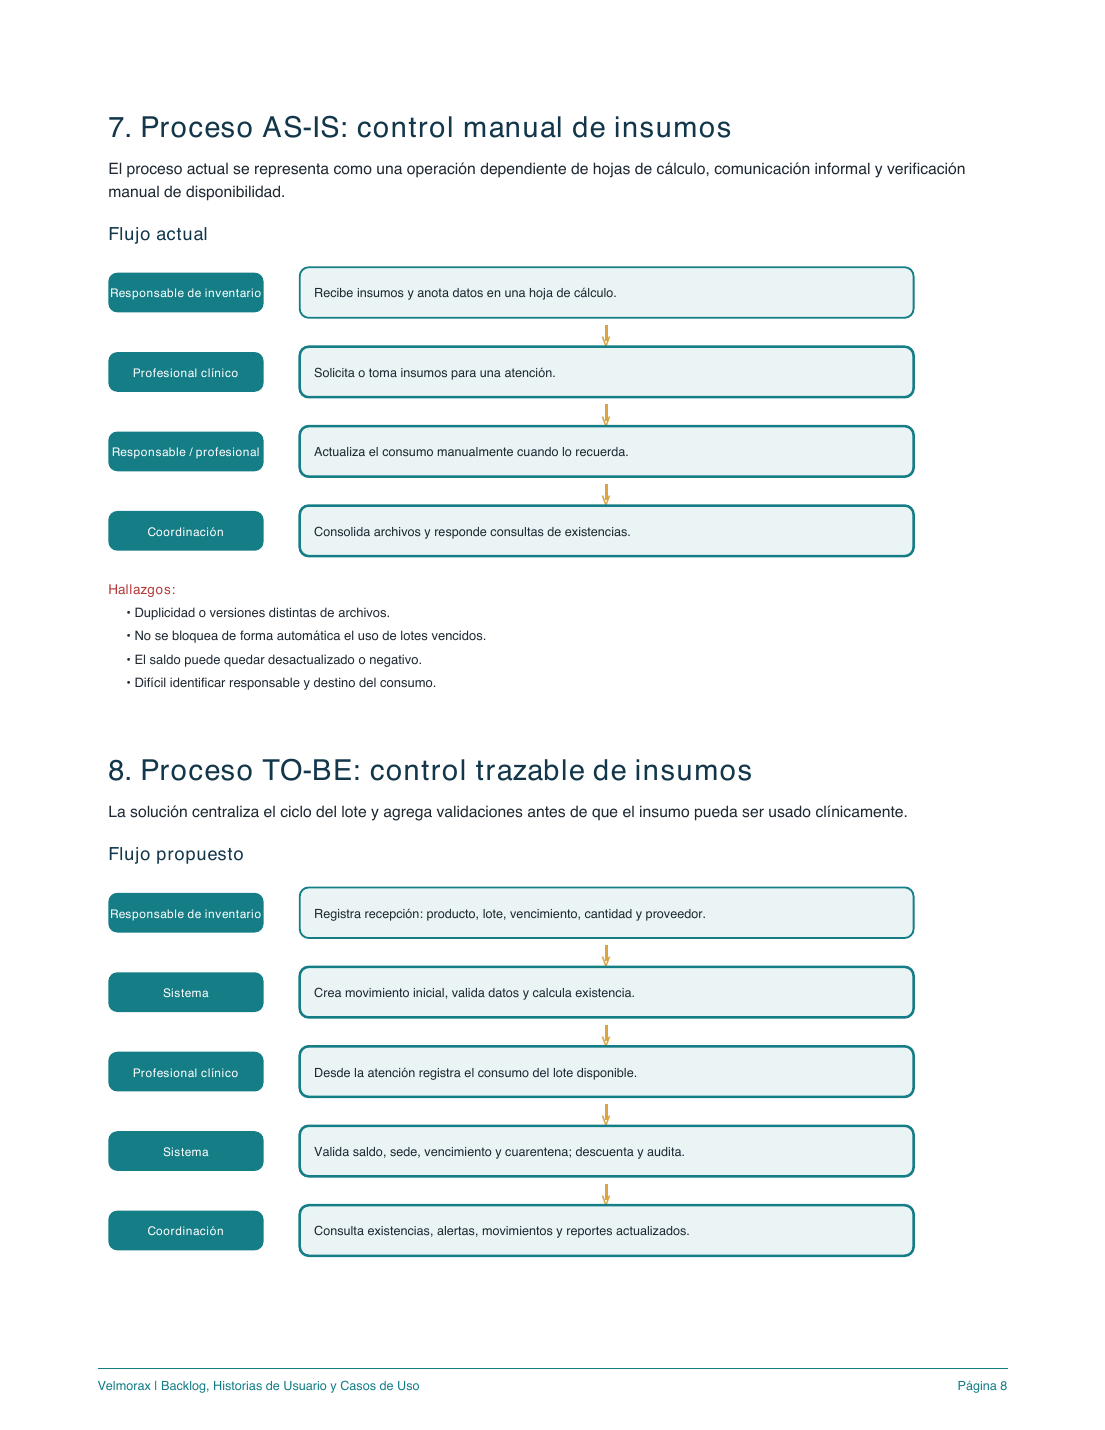 7. Proceso AS-IS: control manual de insumos
El proceso actual se representa como una operación dependiente de hojas de cálculo, comunicación informal y verificación
manual de disponibilidad.
Flujo actual
Responsable de inventario
Recibe insumos y anota datos en una hoja de cálculo.
Profesional clínico
Solicita o toma insumos para una atención.
Responsable / profesional
Actualiza el consumo manualmente cuando lo recuerda.
Coordinación
Consolida archivos y responde consultas de existencias.
Hallazgos:
• Duplicidad o versiones distintas de archivos.
• No se bloquea de forma automática el uso de lotes vencidos.
• El saldo puede quedar desactualizado o negativo.
• Difícil identificar responsable y destino del consumo.
8. Proceso TO-BE: control trazable de insumos
La solución centraliza el ciclo del lote y agrega validaciones antes de que el insumo pueda ser usado clínicamente.
Flujo propuesto
Responsable de inventario
Registra recepción: producto, lote, vencimiento, cantidad y proveedor.
Sistema
Crea movimiento inicial, valida datos y calcula existencia.
Profesional clínico
Desde la atención registra el consumo del lote disponible.
Sistema
Valida saldo, sede, vencimiento y cuarentena; descuenta y audita.
Coordinación
Consulta existencias, alertas, movimientos y reportes actualizados.
Velmorax | Backlog, Historias de Usuario y Casos de Uso
Página 8